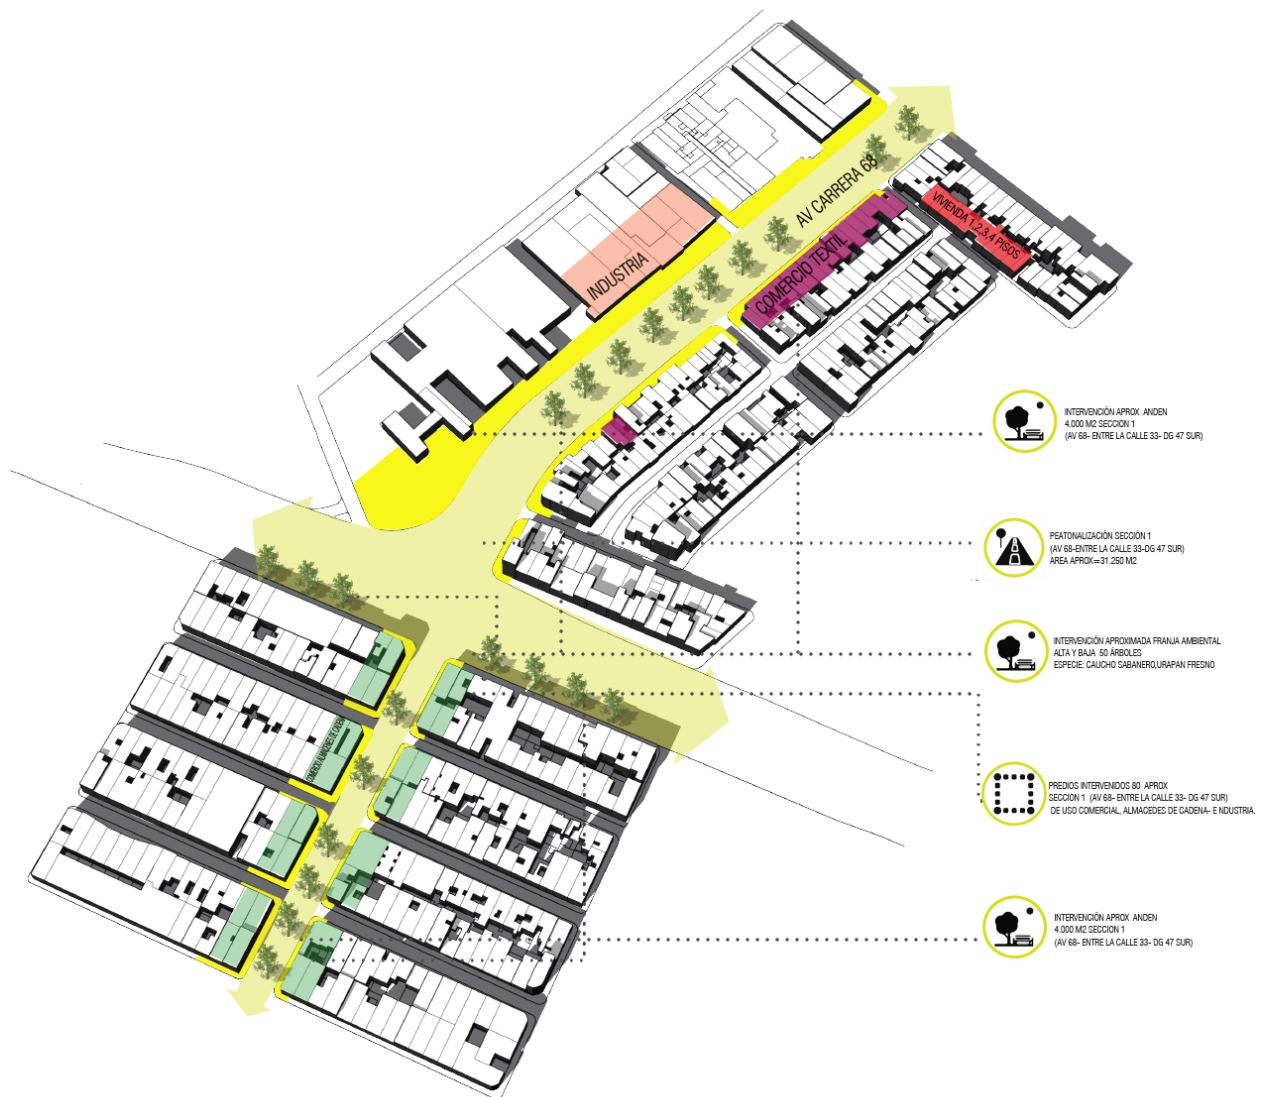 AV CARRERA 68
VIVIENDA 1,2,3,4 PISOS
COMERCIO TEXTIL
INDUSTRIA
INTERVENCIÓN APROX ANDEN
4.000 M2 SECCION 1
(AV 68- ENTRE LA CALLE 33- DG 47 SUR)
PEATONALIZACIÓN SECCIÓN 1
(AV 68-ENTRE LA CALLE 33-DG 47 SUR)
AREA APROX=31.250 M2
INTERVENCIÓN APROXIMADA FRANJA AMBIENTAL
ALTA Y BAJA 50 ÁRBOLES
ESPECIE: CAUCHO SABANERO,URAPAN FRESNO
COMERCIO ALMACENES DE CADENA
PREDIOS INTERVENIDOS 80 APROX
SECCION 1 (AV 68- ENTRE LA CALLE 33- DG 47 SUR)
DE USO COMERCIAL, ALMACEDES DE CADENA- E NDUSTRIA.
INTERVENCIÓN APROX ANDEN
4.000 M2 SECCION 1
(AV 68- ENTRE LA CALLE 33- DG 47 SUR)